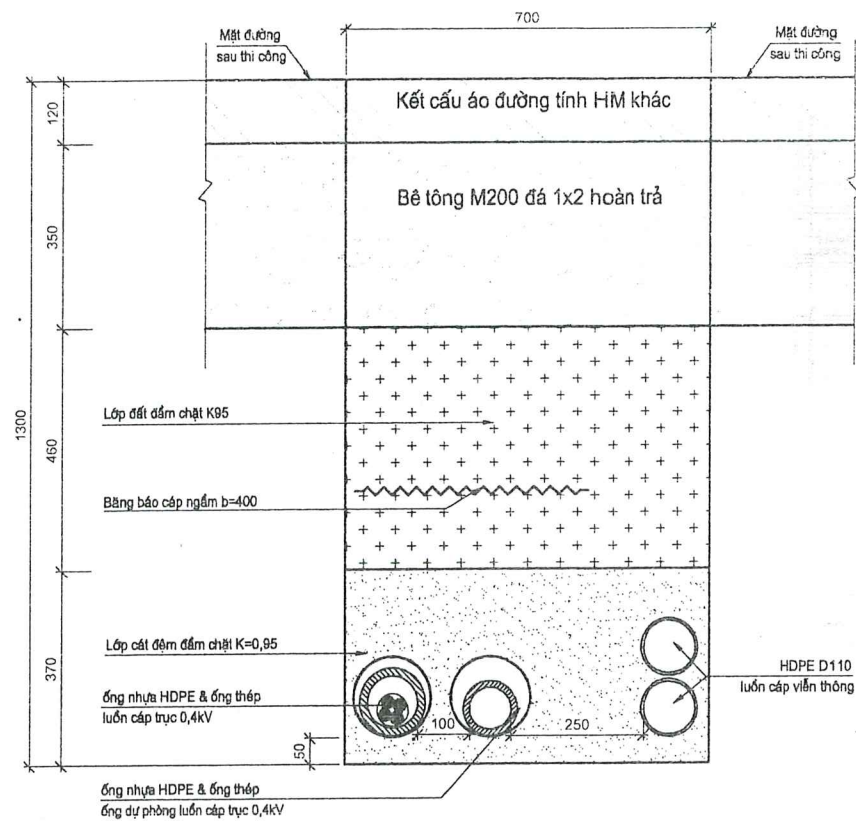 700
Mặt đường
sau thi công
Mặt đường
sau thi công
120
Kết cấu áo đường tính HM khác
350
Bê tông M200 đá 1x2 hoàn trả
1300
460
Lớp đất đầm chặt K95
Băng báo cáp ngầm b=400
370
Lớp cát đệm đầm chặt K=0,95
HDPE D110
luồn cáp viễn thông
ống nhựa HDPE & ống thép
luồn cáp trục 0,4kV
100
250
50
ống nhựa HDPE & ống thép
ống dự phòng luồn cáp trục 0,4kV